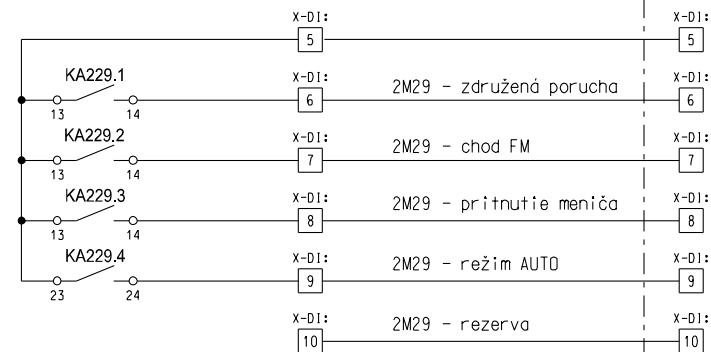 X-DI: X-DI:
5 5
KA229.1 X-DI: 2M29 - združená porucha X-DI:
6 6
13 14
KA229.2 X-DI: 2M29 - chod FM X-DI:
7 7
13 14
KA229.3 X-DI: 2M29 - pritnutie meniča X-DI:
8 8
13 14
KA229.4 X-DI: 2M29 - režim AUTO X-DI:
9 9
23 24
X-DI: 2M29 - rezerva X-DI:
10 10